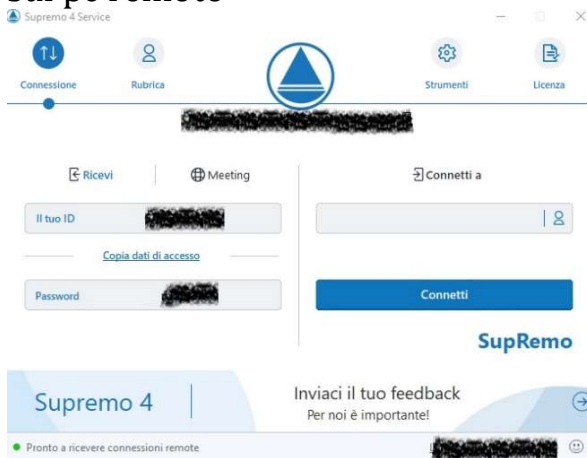 sul pc remoto
Supremo 4 Service
Connessione
Rubrica
Strumenti
Licenza
Ricevi
Meeting
Connetti a
Il tuo ID
Copia dati di accesso
Password
Connetti
SupRemo
Supremo 4
Inviaci il tuo feedback
Per noi è importante!
Pronto a ricevere connessioni remote